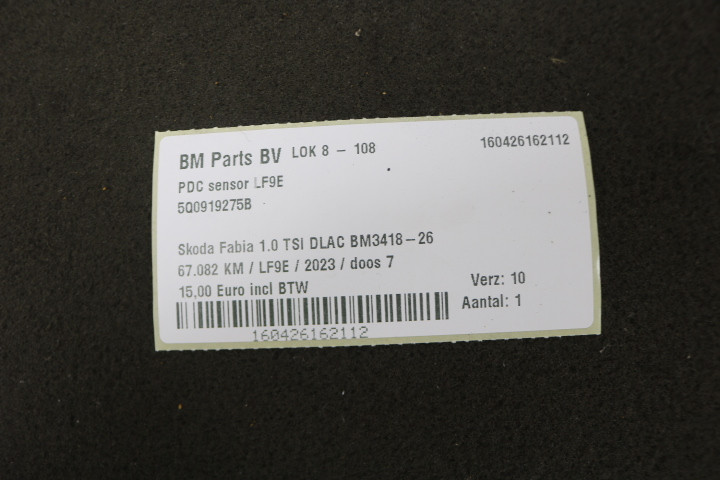 BM Parts BV LOK 8 - 108 160426162112
PDC sensor LF9E
5Q0919275B
Skoda Fabia 1.0 TSI DLAC BM3418-26
67.082 KM / LF9E / 2023 / doos 7
15,00 Euro incl BTW Verz: 10
Aantal: 1
160426162112